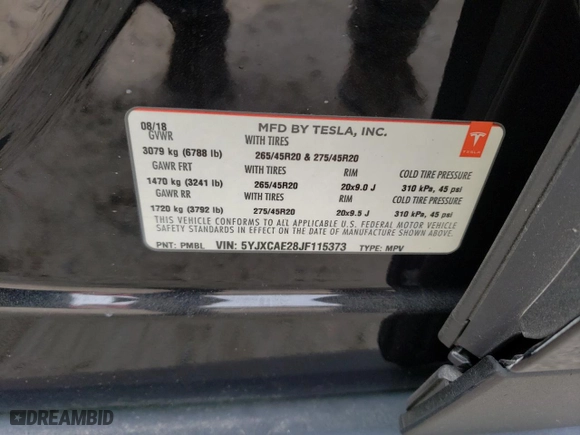 08/18 MFD BY TESLA, INC.
GVWR WITH TIRES
3079 kg (6788 lb) 265/45R20 & 275/45R20
GAWR FRT WITH TIRES RIM COLD TIRE PRESSURE
1470 kg (3241 lb) 265/45R20 20x9.0 J 310 kPa, 45 psi
GAWR RR WITH TIRES RIM COLD TIRE PRESSURE
1720 kg (3792 lb) 275/45R20 20x9.5 J 310 kPa, 45 psi
THIS VEHICLE CONFORMS TO ALL APPLICABLE U.S. FEDERAL MOTOR VEHICLE
SAFETY STANDARDS IN EFFECT ON THE DATE OF MANUFACTURE SHOWN ABOVE.
PNT: PMBL VIN: 5YJXCAE28JF115373 TYPE: MPV
TESLA
DREAMBID